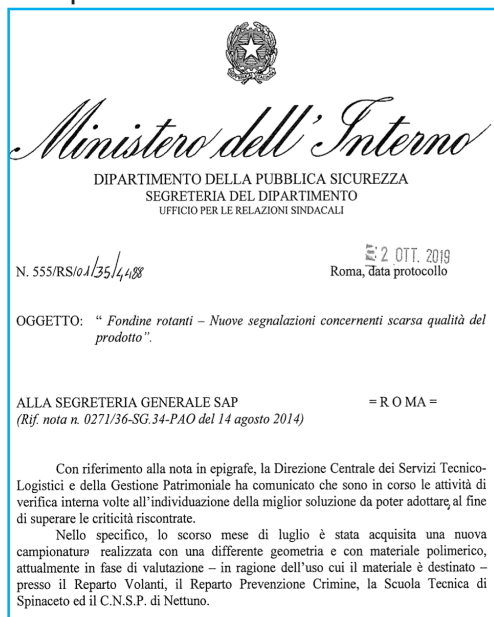 Ministero dell'Interno
DIPARTIMENTO DELLA PUBBLICA SICUREZZA
SEGRETERIA DEL DIPARTIMENTO
UFFICIO PER LE RELAZIONI SINDACALI
2 OTT. 2019
N. 555/RS/01/35/4488 Roma, data protocollo
OGGETTO: “ Fondine rotanti – Nuove segnalazioni concernenti scarsa qualità del
prodotto”.
ALLA SEGRETERIA GENERALE SAP = R O M A =
(Rif. nota n. 0271/36-SG.34-PAO del 14 agosto 2014)
Con riferimento alla nota in epigrafe, la Direzione Centrale dei Servizi Tecnico-
Logistici e della Gestione Patrimoniale ha comunicato che sono in corso le attività di
verifica interna volte all’individuazione della miglior soluzione da poter adottare, al fine
di superare le criticità riscontrate.
Nello specifico, lo scorso mese di luglio è stata acquisita una nuova
campionatura realizzata con una differente geometria e con materiale polimerico,
attualmente in fase di valutazione – in ragione dell’uso cui il materiale è destinato –
presso il Reparto Volanti, il Reparto Prevenzione Crimine, la Scuola Tecnica di
Spinaceto ed il C.N.S.P. di Nettuno.